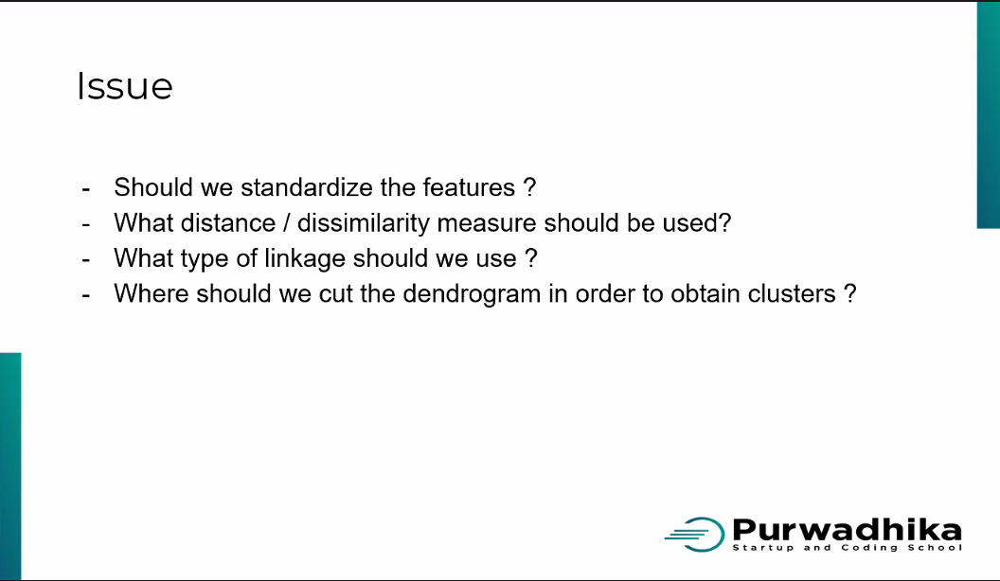 Issue
- Should we standardize the features ?
- What distance / dissimilarity measure should be used?
- What type of linkage should we use ?
- Where should we cut the dendrogram in order to obtain clusters ?
Purwadhika
Startup and Coding School